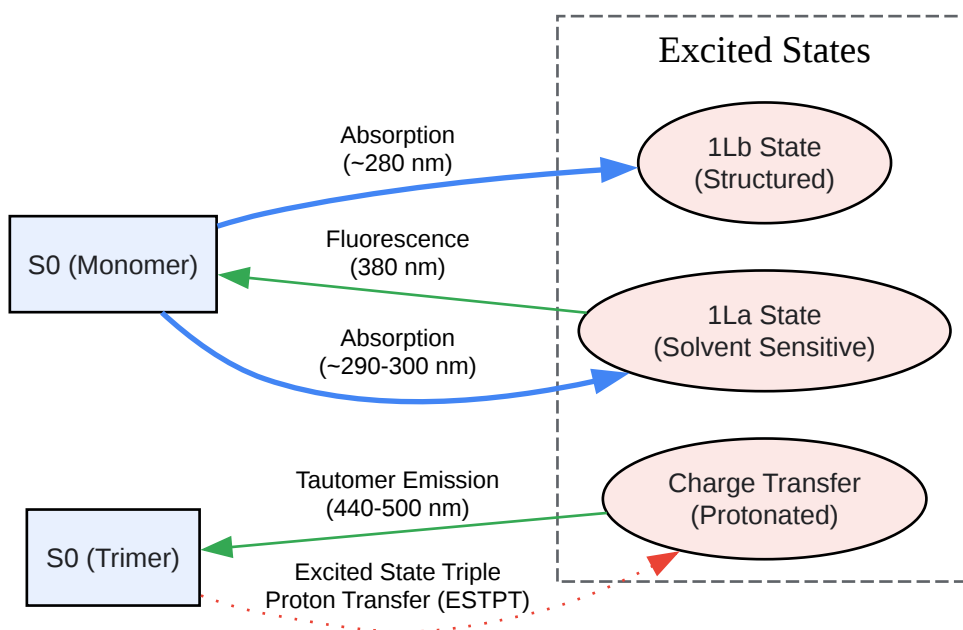 Excited States
Absorption
(~280 nm)
1Lb State
(Structured)
S0 (Monomer)
Fluorescence
(380 nm)
1La State
(Solvent Sensitive)
Absorption
(~290-300 nm)
Tautomer Emission
(440-500 nm)
Charge Transfer
(Protonated)
S0 (Trimer)
Excited State Triple
Proton Transfer (ESTPT)